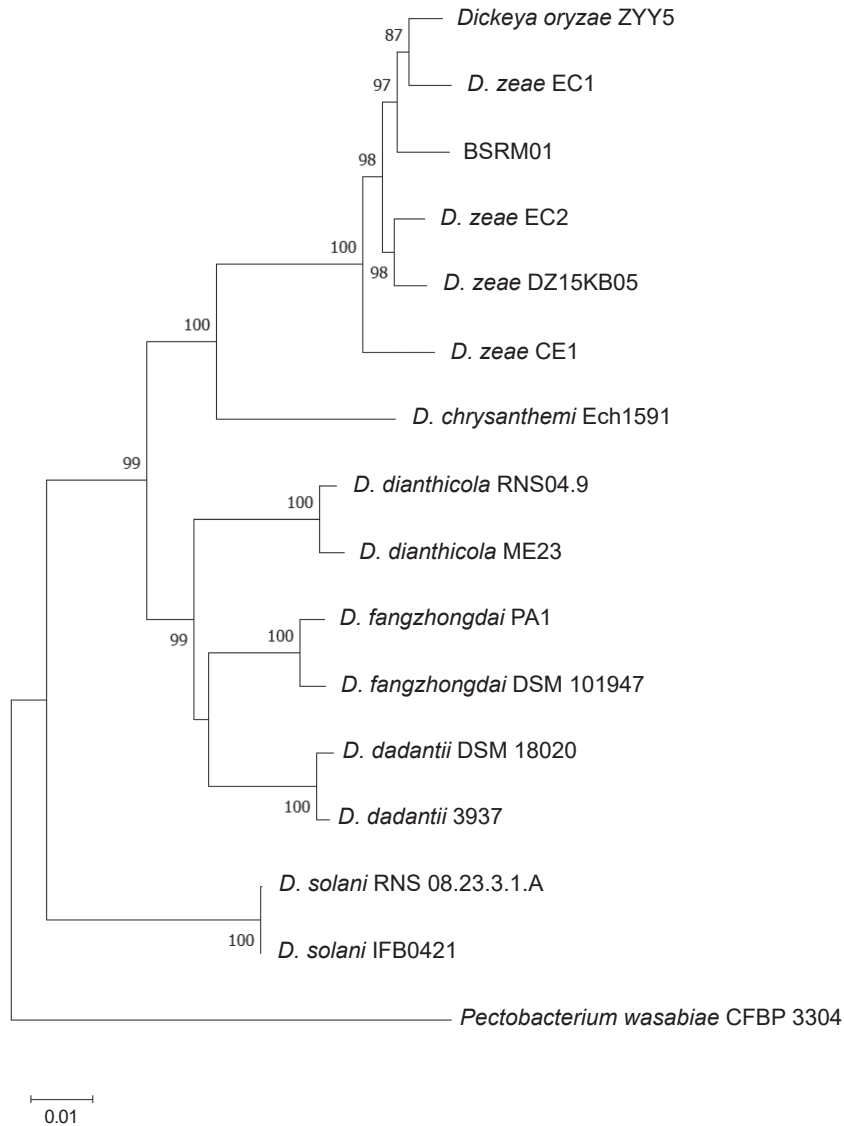 Dickeya oryzae ZYY5
87
D. zeae EC1
97
BSRM01
98
D. zeae EC2
100
98
D. zeae DZ15KB05
100
D. zeae CE1
D. chrysanthemi Ech1591
99
D. dianthicola RNS04.9
100
D. dianthicola ME23
D. fangzhongdai PA1
100
99
D. fangzhongdai DSM 101947
D. dadantii DSM 18020
100
D. dadantii 3937
D. solani RNS 08.23.3.1.A
100
D. solani IFB0421
Pectobacterium wasabiae CFBP 3304
0.01